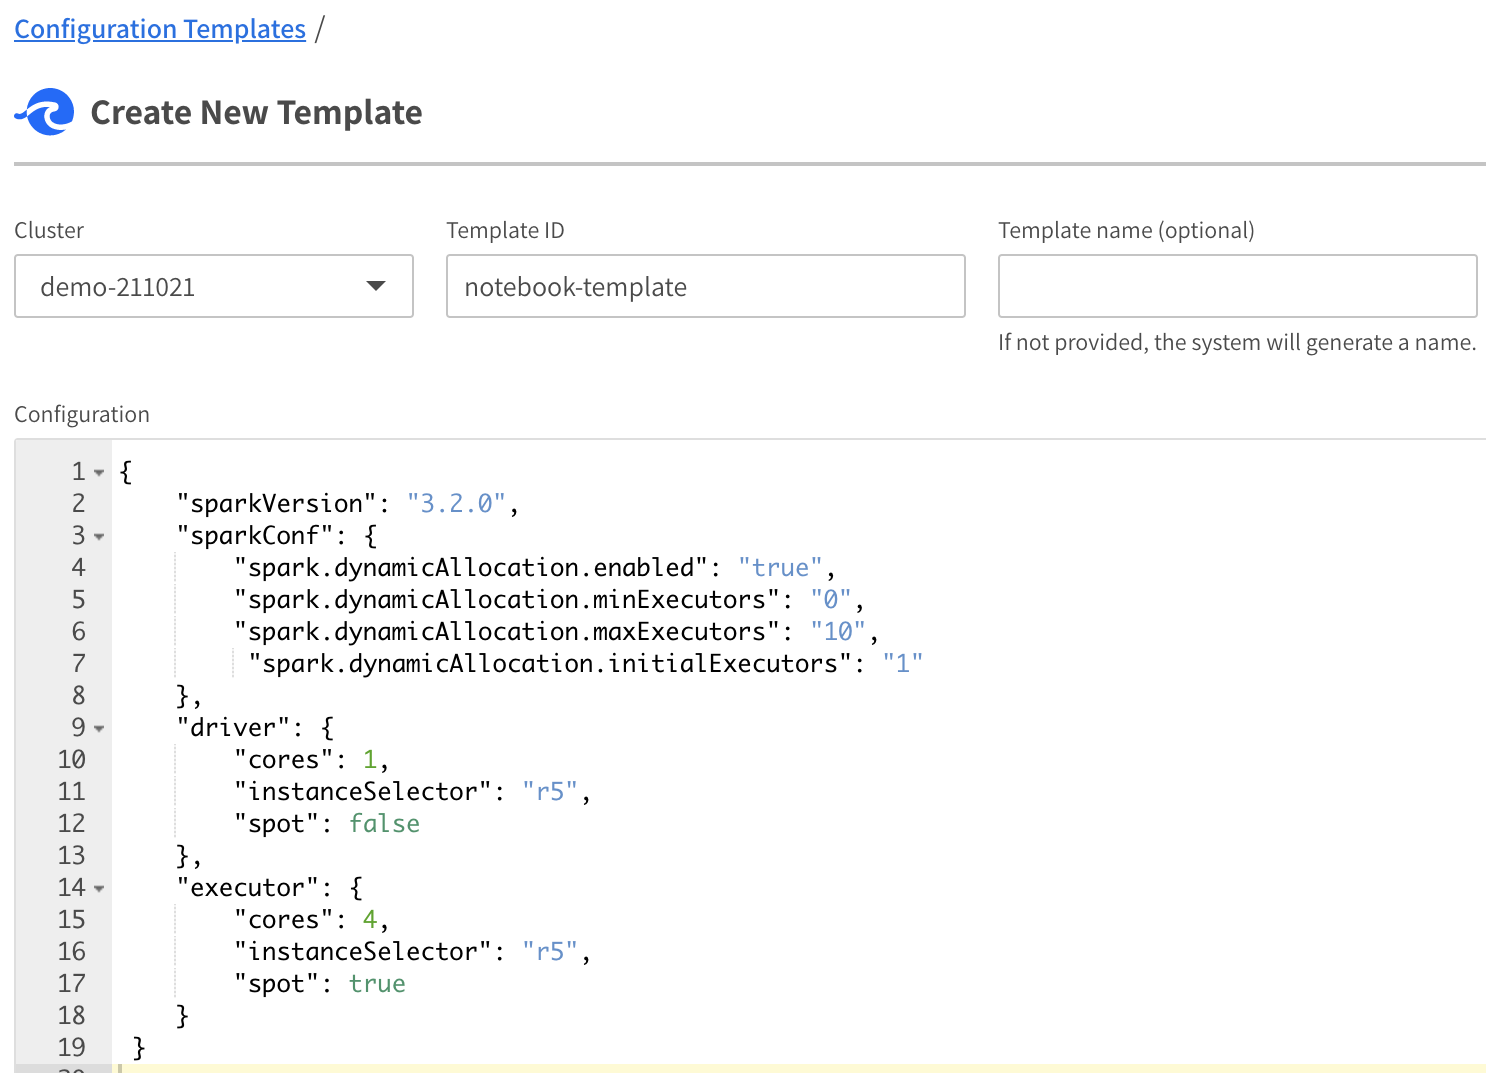 Configuration Templates /
Create New Template
Cluster
Template ID
Template name (optional)
demo-211021
notebook-template
If not provided, the system will generate a name.
Configuration
1 {
2     "sparkVersion": "3.2.0",
3     "sparkConf": {
4         "spark.dynamicAllocation.enabled": "true",
5         "spark.dynamicAllocation.minExecutors": "0",
6         "spark.dynamicAllocation.maxExecutors": "10",
7          "spark.dynamicAllocation.initialExecutors": "1"
8     },
9     "driver": {
10         "cores": 1,
11         "instanceSelector": "r5",
12         "spot": false
13     },
14     "executor": {
15         "cores": 4,
16         "instanceSelector": "r5",
17         "spot": true
18     }
19  }